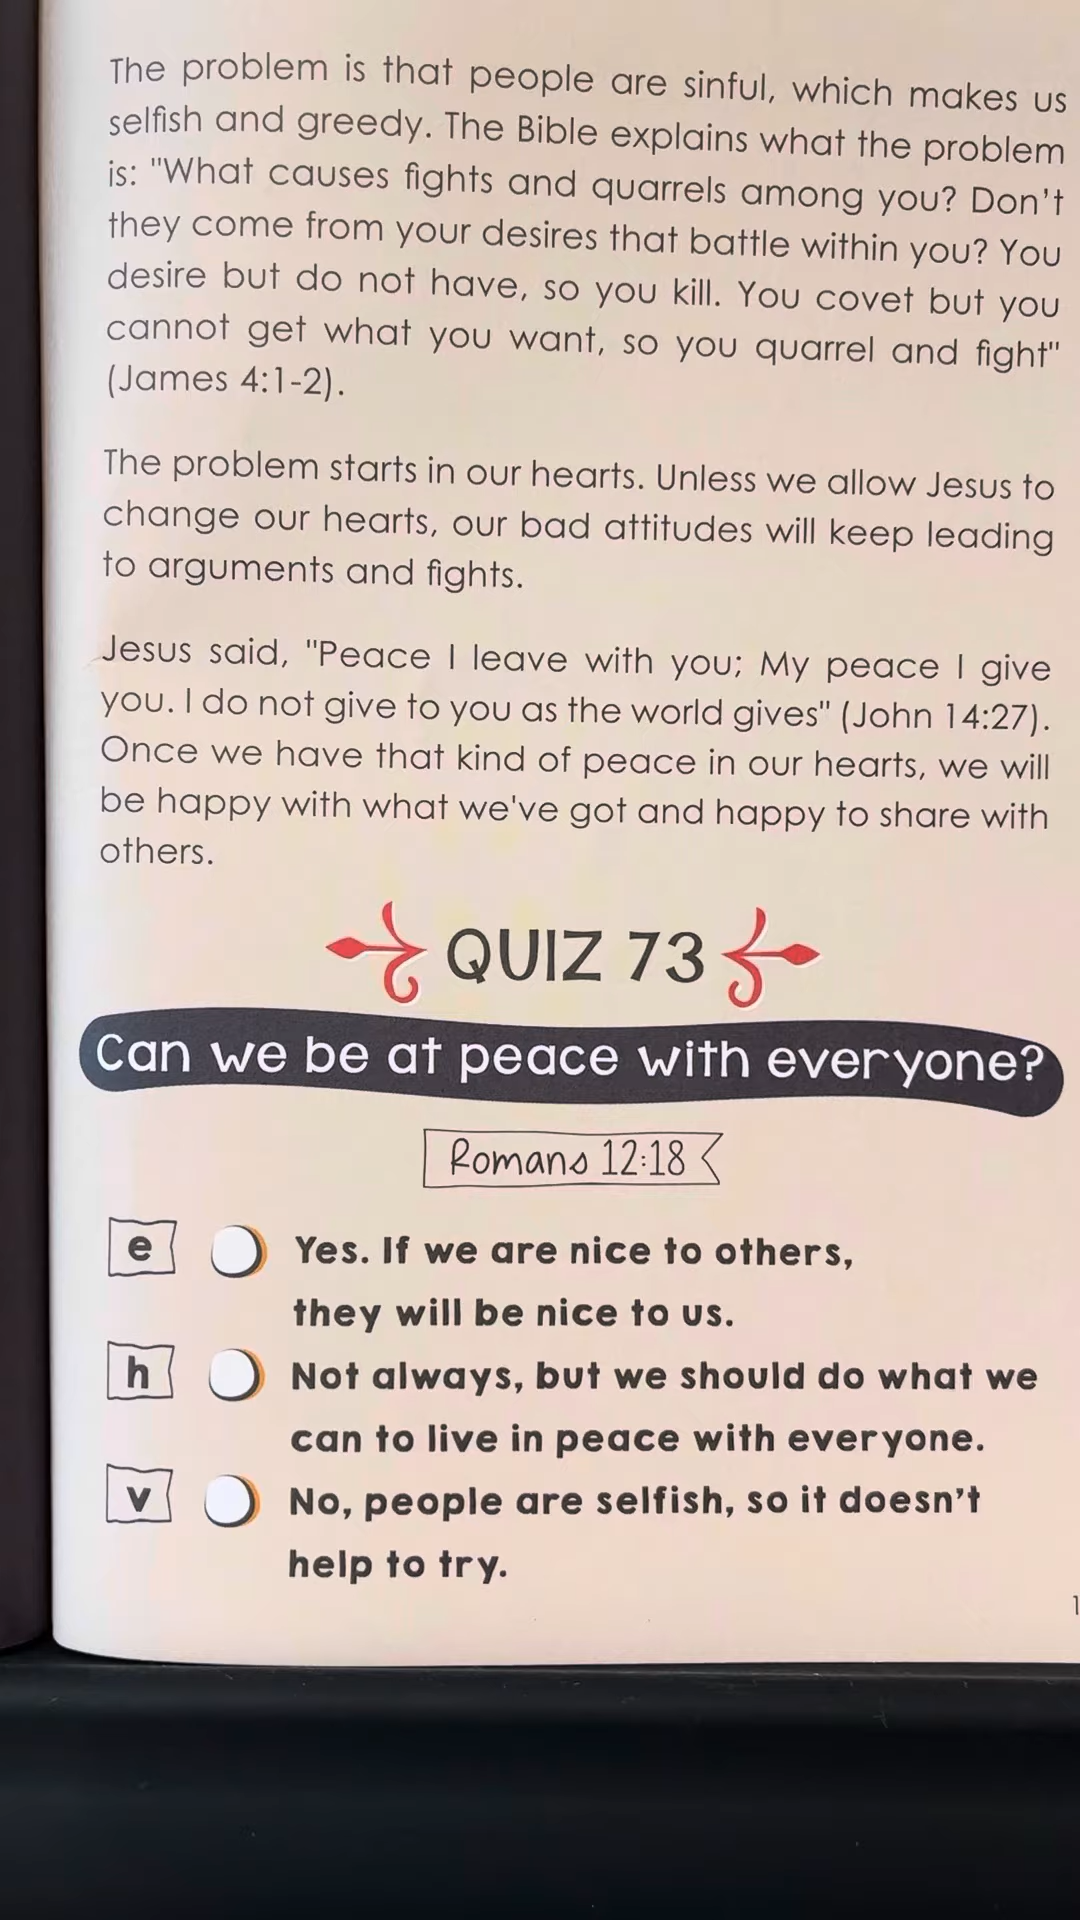 The problem is that people are sinful, which makes us
selfish and greedy. The Bible explains what the problem
is: "What causes fights and quarrels among you? Don't
they come from your desires that battle within you? You
desire but do not have, so you kill. You covet but you
cannot get what you want, so you quarrel and fight"
(James 4:1-2).
The problem starts in our hearts. Unless we allow Jesus to
change our hearts, our bad attitudes will keep leading
to arguments and fights.
Jesus said, "Peace I leave with you; My peace I give
you. I do not give to you as the world gives" (John 14:27).
Once we have that kind of peace in our hearts, we will
be happy with what we've got and happy to share with
others.
QUIZ 73
Can we be at peace with everyone?
Romans 12:18
e Yes. If we are nice to others,
they will be nice to us.
h Not always, but we should do what we
can to live in peace with everyone.
v No, people are selfish, so it doesn't
help to try.